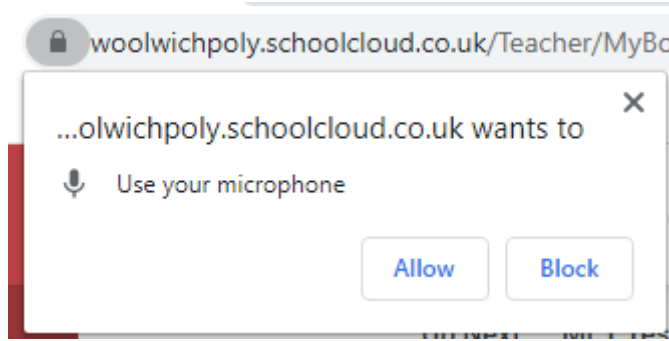 woolwichpoly.schoolcloud.co.uk/Teacher/MyBo
...olwichpoly.schoolcloud.co.uk wants to
Use your microphone
Allow Block